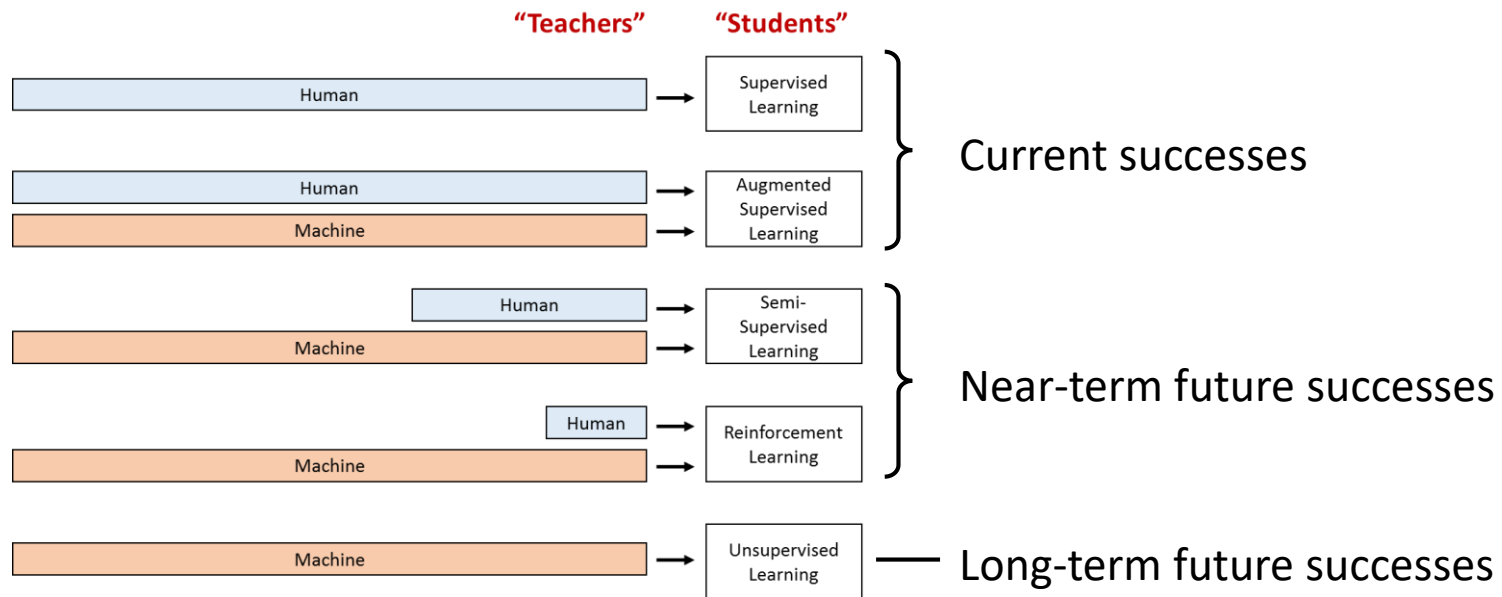 “Teachers” “Students”
Human
Supervised
Learning
Current successes
Human
Machine
Augmented
Supervised
Learning
Human
Machine
Semi-
Supervised
Learning
Near-term future successes
Human
Machine
Reinforcement
Learning
Machine
Unsupervised
Learning
Long-term future successes